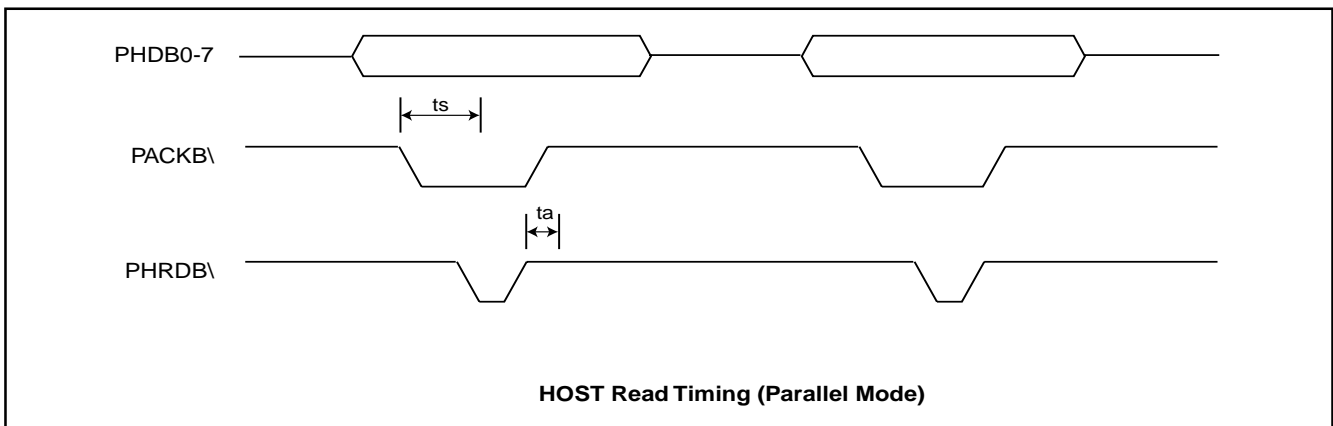 PHDB0-7
ts
PACKB\
ta
PHRDB\
HOST Read Timing (Parallel Mode)